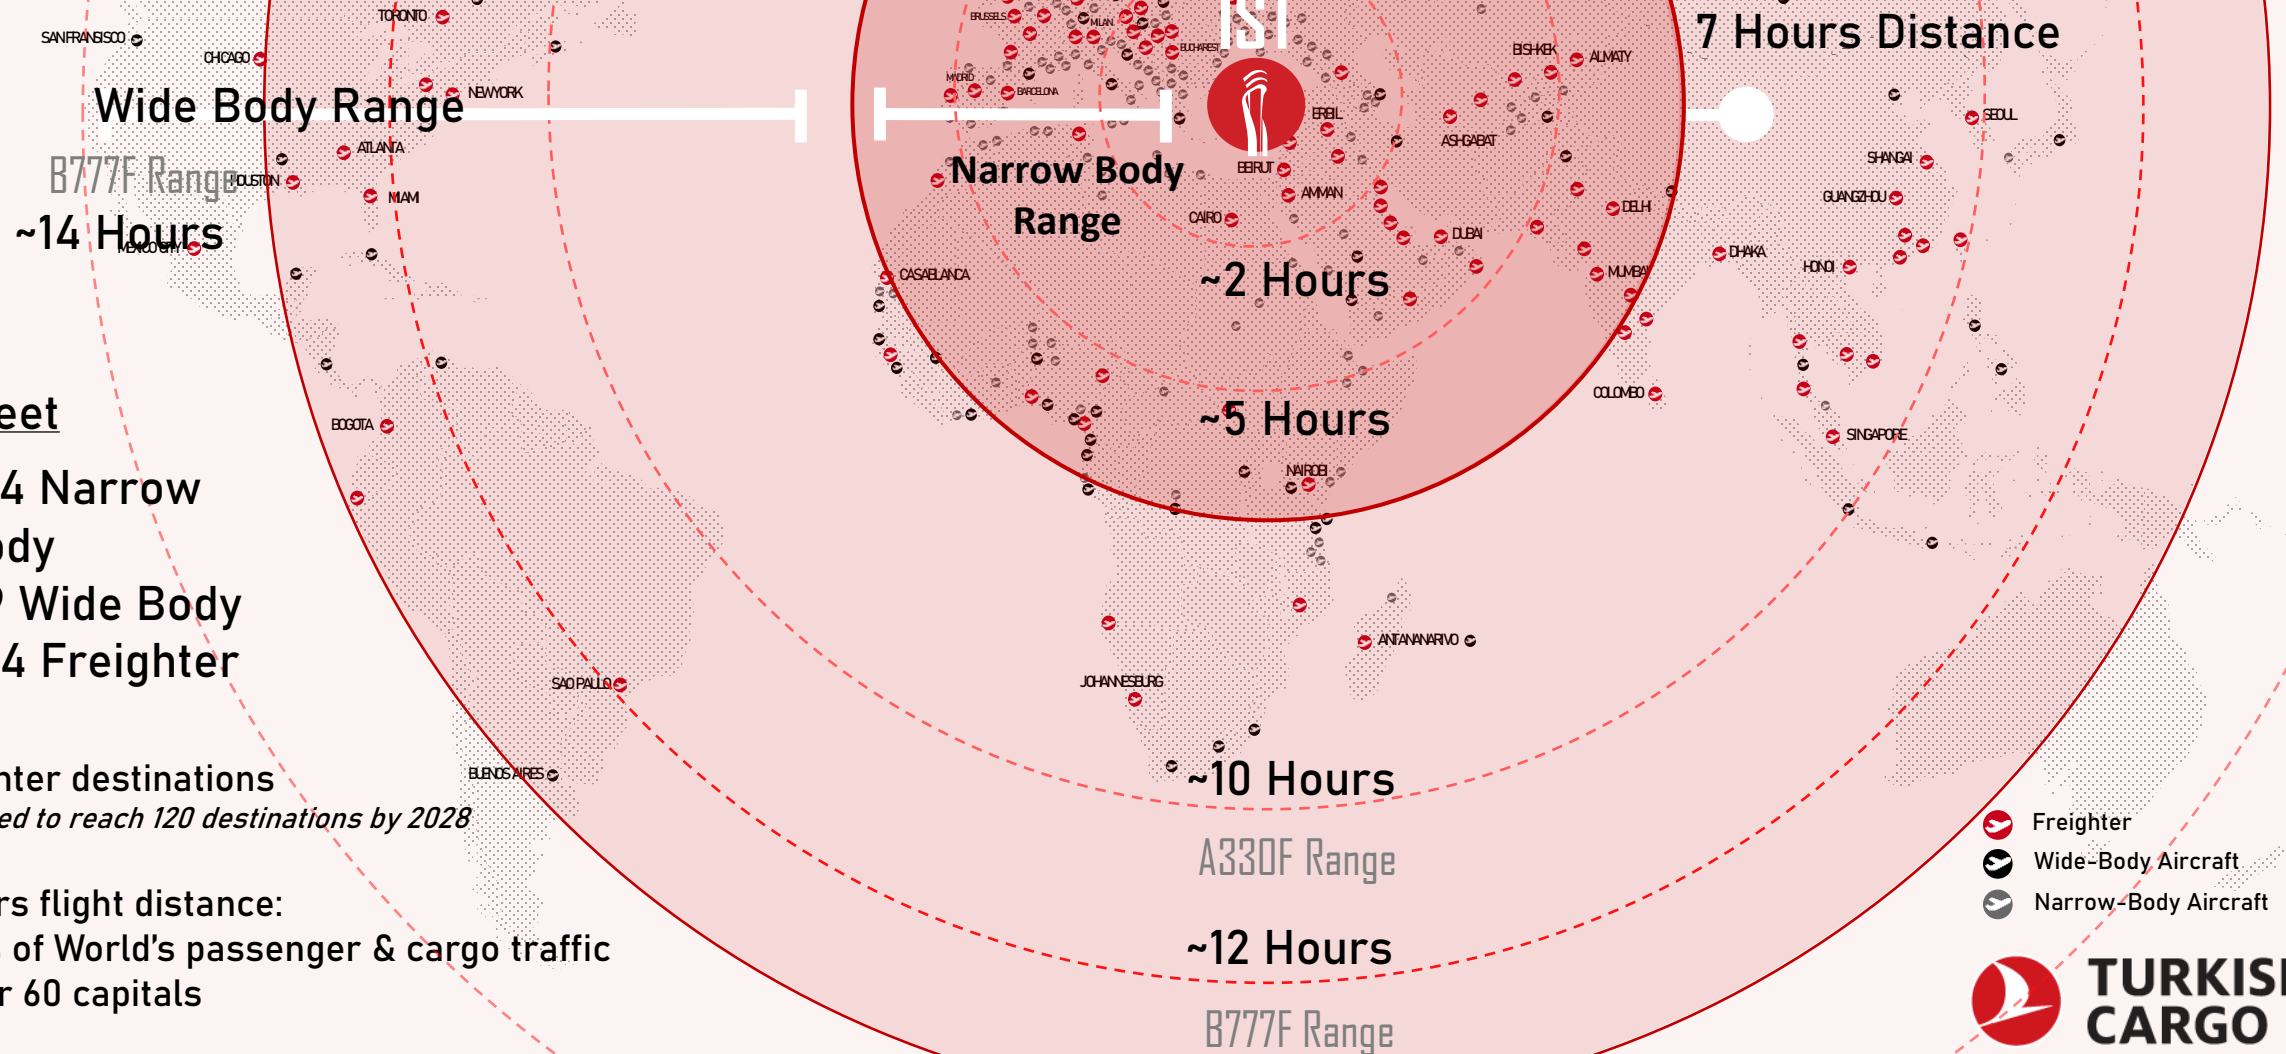 TORONTO
BRUSSELS
MILAN
IST
7 Hours Distance
SANFRANSISCO
CHICAGO
BUCHAREST
BISHKEK
ALMATY
MADRID
BARCELONA
NEWYORK
Wide Body Range
ERBIL
SEOUL
ATLANTA
ASHGABAT
SHANGAI
B777F Range
HOUSTON
Narrow Body
Range
BEIRUT
MIAMI
AMMAN
GUANGZHOU
DELHI
CAIRO
~14 Hours
MEXICO CITY
DUBAI
DHAKA
HONOI
CASABLANCA
~2 Hours
MUMBAI
COLOMBO
eet
BOGOTA
~5 Hours
SINGAPORE
NAIROBI
4 Narrow
ody
9 Wide Body
4 Freighter
ANTANANARIVO
SAO PAULO
JOHANNESBURG
BUENOS AIRES
~10 Hours
nter destinations
ed to reach 120 destinations by 2028
Freighter
A330F Range
Wide-Body Aircraft
rs flight distance:
Narrow-Body Aircraft
of World's passenger & cargo traffic
~12 Hours
r 60 capitals
B777F Range
TURKISH
CARGO